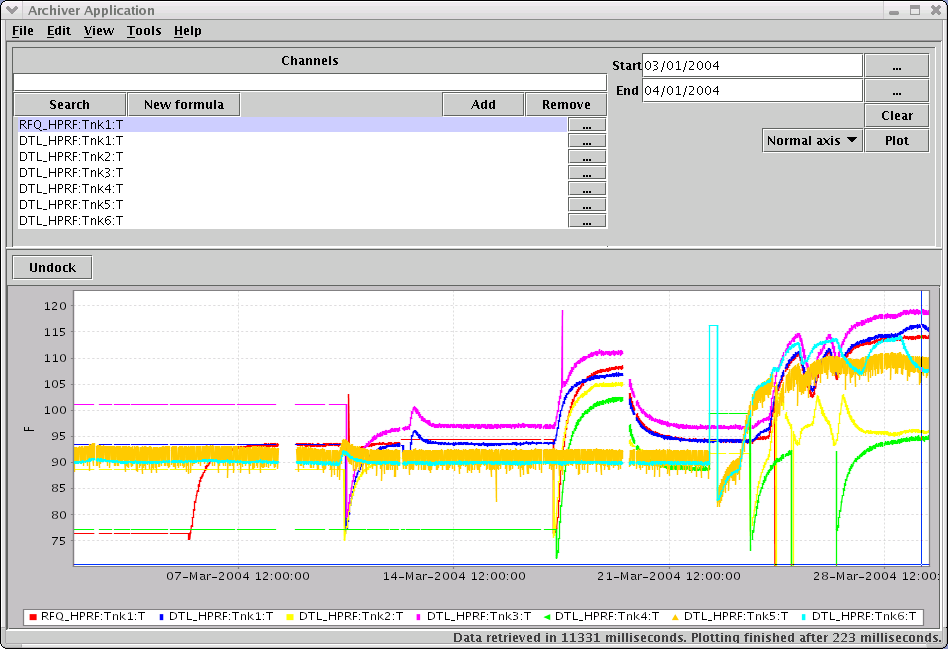 Archiver Application
File Edit View Tools Help
Channels
Start 03/01/2004 ...
End 04/01/2004 ...
Search New formula Add Remove
Clear
Normal axis Plot
RFQ_HPRF:Tnk1:T ...
DTL_HPRF:Tnk1:T ...
DTL_HPRF:Tnk2:T ...
DTL_HPRF:Tnk3:T ...
DTL_HPRF:Tnk4:T ...
DTL_HPRF:Tnk5:T ...
DTL_HPRF:Tnk6:T ...
Undock
120
115
110
105
100
95
90
85
80
75
F
07-Mar-2004 12:00:00 14-Mar-2004 12:00:00 21-Mar-2004 12:00:00 28-Mar-2004 12:00:
RFQ_HPRF:Tnk1:T DTL_HPRF:Tnk1:T DTL_HPRF:Tnk2:T DTL_HPRF:Tnk3:T DTL_HPRF:Tnk4:T DTL_HPRF:Tnk5:T DTL_HPRF:Tnk6:T
Data retrieved in 11331 milliseconds. Plotting finished after 223 milliseconds.